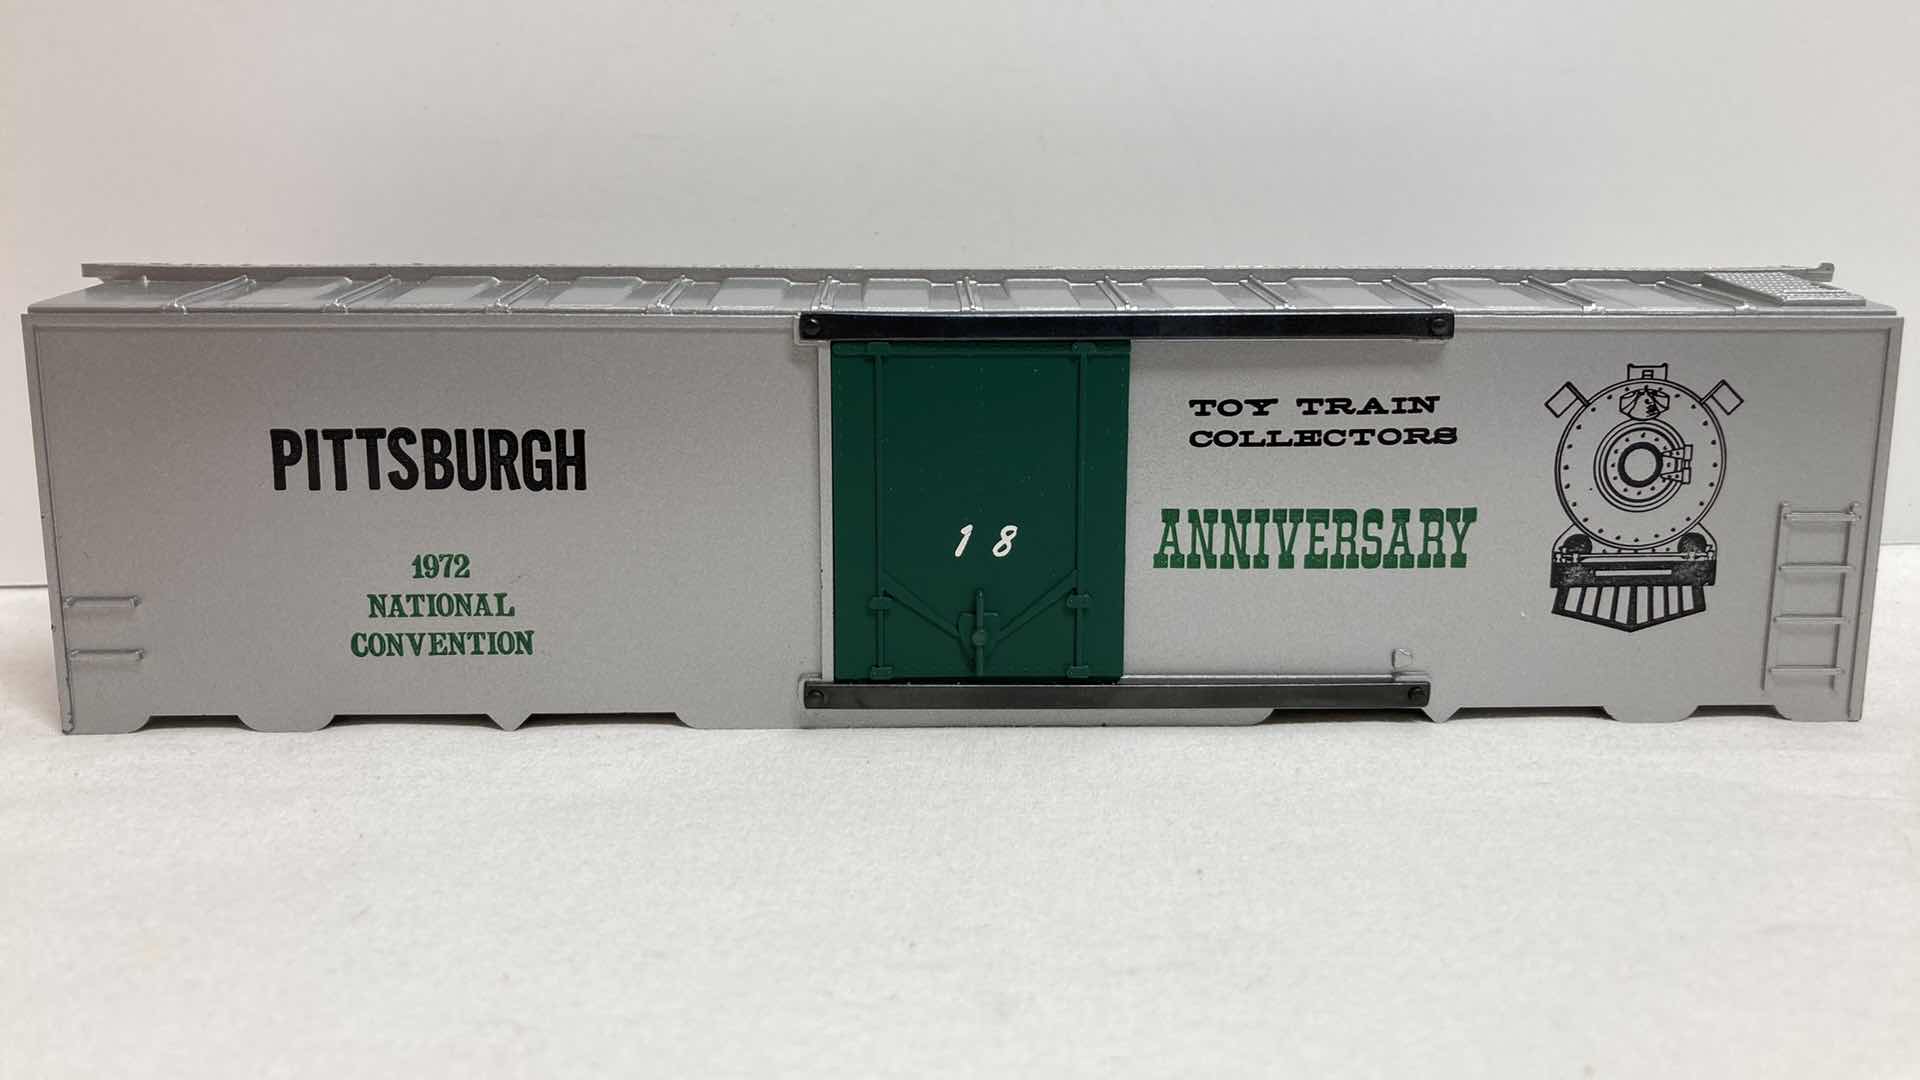 PITTSBURGH
1972
NATIONAL
CONVENTION
18
TOY TRAIN
COLLECTORS
ANNIVERSARY